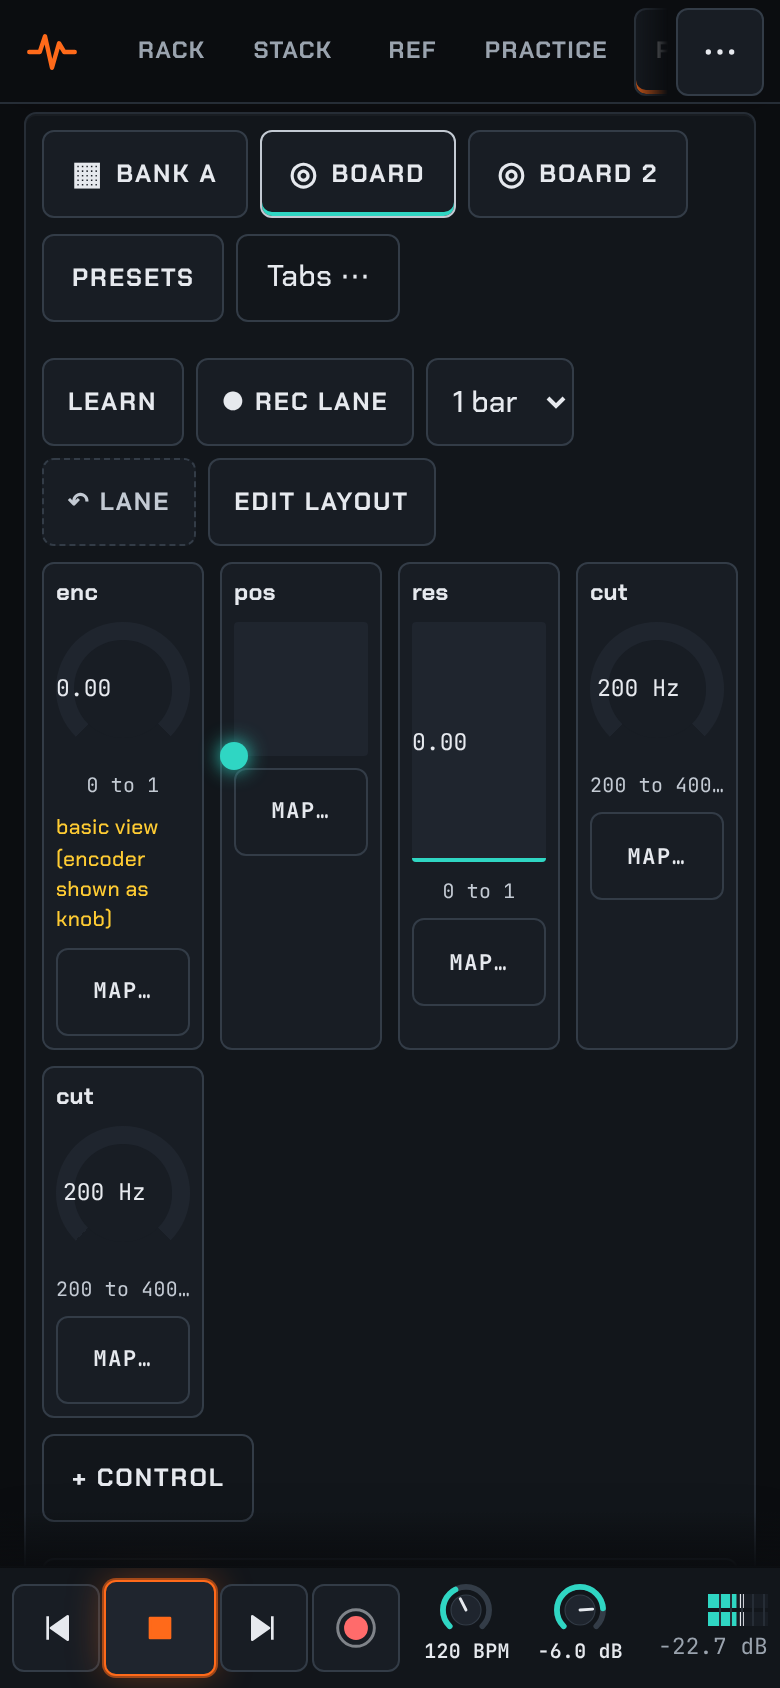 RACK STACK REF PRACTICE ...
BANK A BOARD BOARD 2
PRESETS Tabs ···
LEARN REC LANE 1 bar
↶ LANE EDIT LAYOUT
enc pos res cut
0.00 0.00 200 Hz
0 to 1 0 to 1 200 to 400…
basic view
(encoder
shown as
knob)
MAP… MAP… MAP… MAP…
cut
200 Hz
200 to 400…
MAP…
+ CONTROL
120 BPM -6.0 dB -22.7 dB